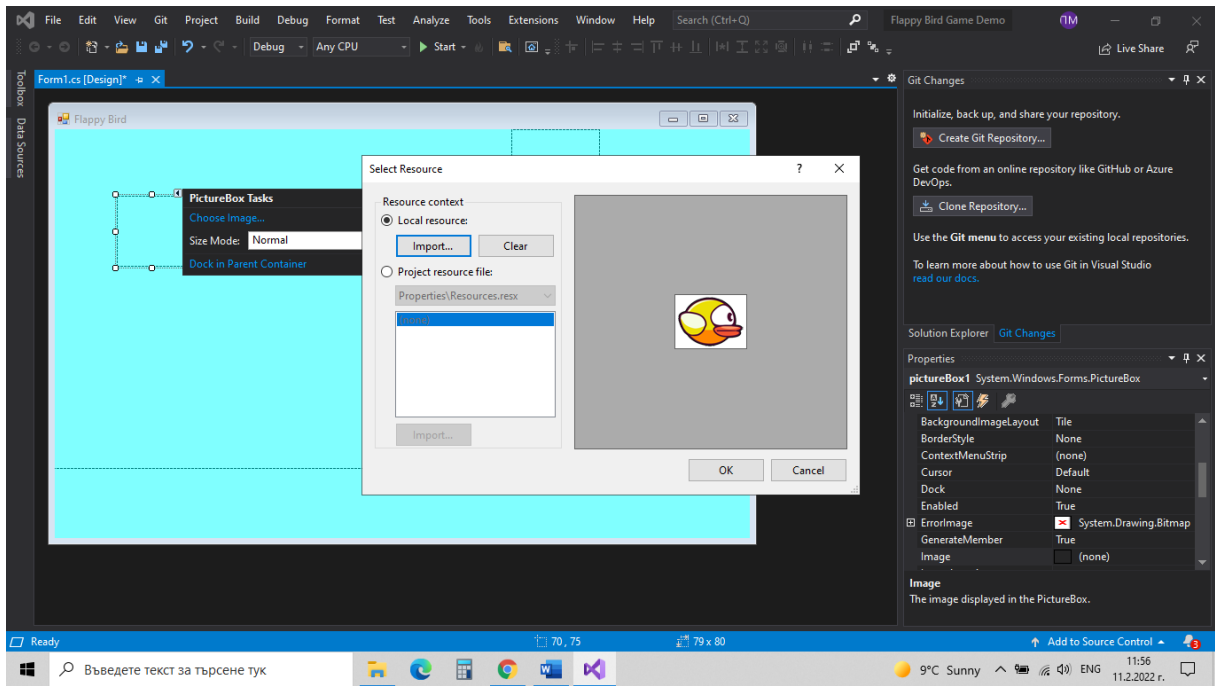 File Edit View Git Project Build Debug Format Test Analyze Tools Extensions Window Help Search (Ctrl+Q) Flappy Bird Game Demo
Debug Any CPU Start Live Share
Toolbox
Data Sources
Form1.cs [Design]*
Flappy Bird
PictureBox Tasks
Choose Image...
Size Mode: Normal
Dock in Parent Container
Select Resource
Resource context
Local resource:
Import... Clear
Project resource file:
Properties\Resources.resx
(none)
Import...
OK Cancel
Git Changes
Initialize, back up, and share your repository.
Create Git Repository...
Get code from an online repository like GitHub or Azure
DevOps.
Clone Repository...
Use the Git menu to access your existing local repositories.
To learn more about how to use Git in Visual Studio
read our docs.
Solution Explorer Git Changes
Properties
pictureBox1 System.Windows.Forms.PictureBox
BackgroundImageLayout Tile
BorderStyle None
ContextMenuStrip (none)
Cursor Default
Dock None
Enabled True
ErrorImage System.Drawing.Bitmap
GenerateMember True
Image (none)
Image
The image displayed in the PictureBox.
Ready 70 , 75 79 x 80 Add to Source Control 3
Въведете текст за търсене тук 9°C Sunny ENG 11:56
11.2.2022 г.